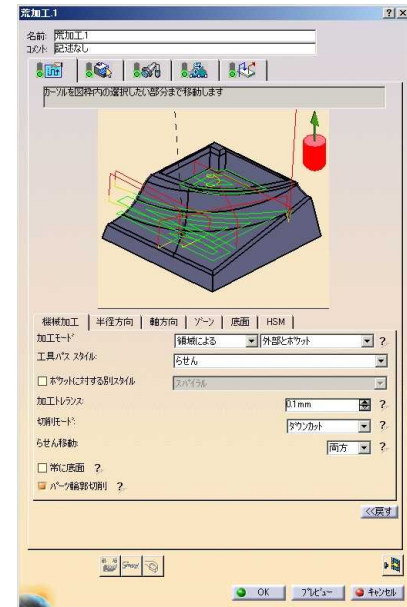 荒加工.1
名前: 荒加工.1
コメント: 記述なし
カーソルを図枠内の選択したい部分まで移動します
機械加工 半径方向 軸方向 ゾーン 底面 HSM
加工モード: 領域による 外部とポケット ?
工具パス スタイル: らせん
ポケットに対する別スタイル スパイラル
加工トレランス: 0.1mm ?
切削モード: ダウンカット ?
らせん移動: 両方 ?
常に底面 ?
パーツ輪郭切削 ?
<<戻す
OK プレビュー キャンセル